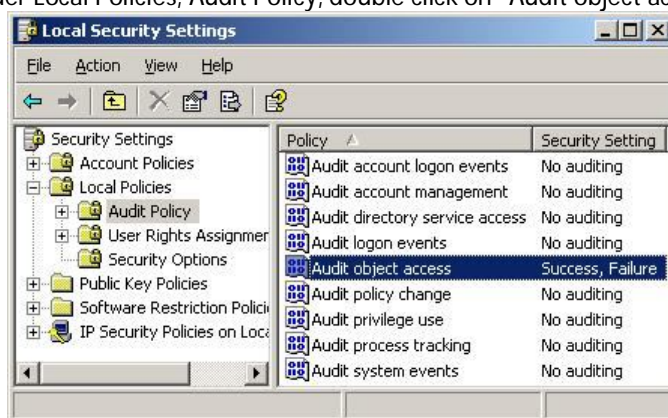 Local Policies, Audit Policy, double click on "Audit object
Local Security Settings
File Action View Help
Security Settings
Account Policies
Local Policies
Audit Policy
User Rights Assignmer
Security Options
Public Key Policies
Software Restriction Polici
IP Security Policies on Loca
Policy Security Setting
Audit account logon events No auditing
Audit account management No auditing
Audit directory service access No auditing
Audit logon events No auditing
Audit object access Success, Failure
Audit policy change No auditing
Audit privilege use No auditing
Audit process tracking No auditing
Audit system events No auditing